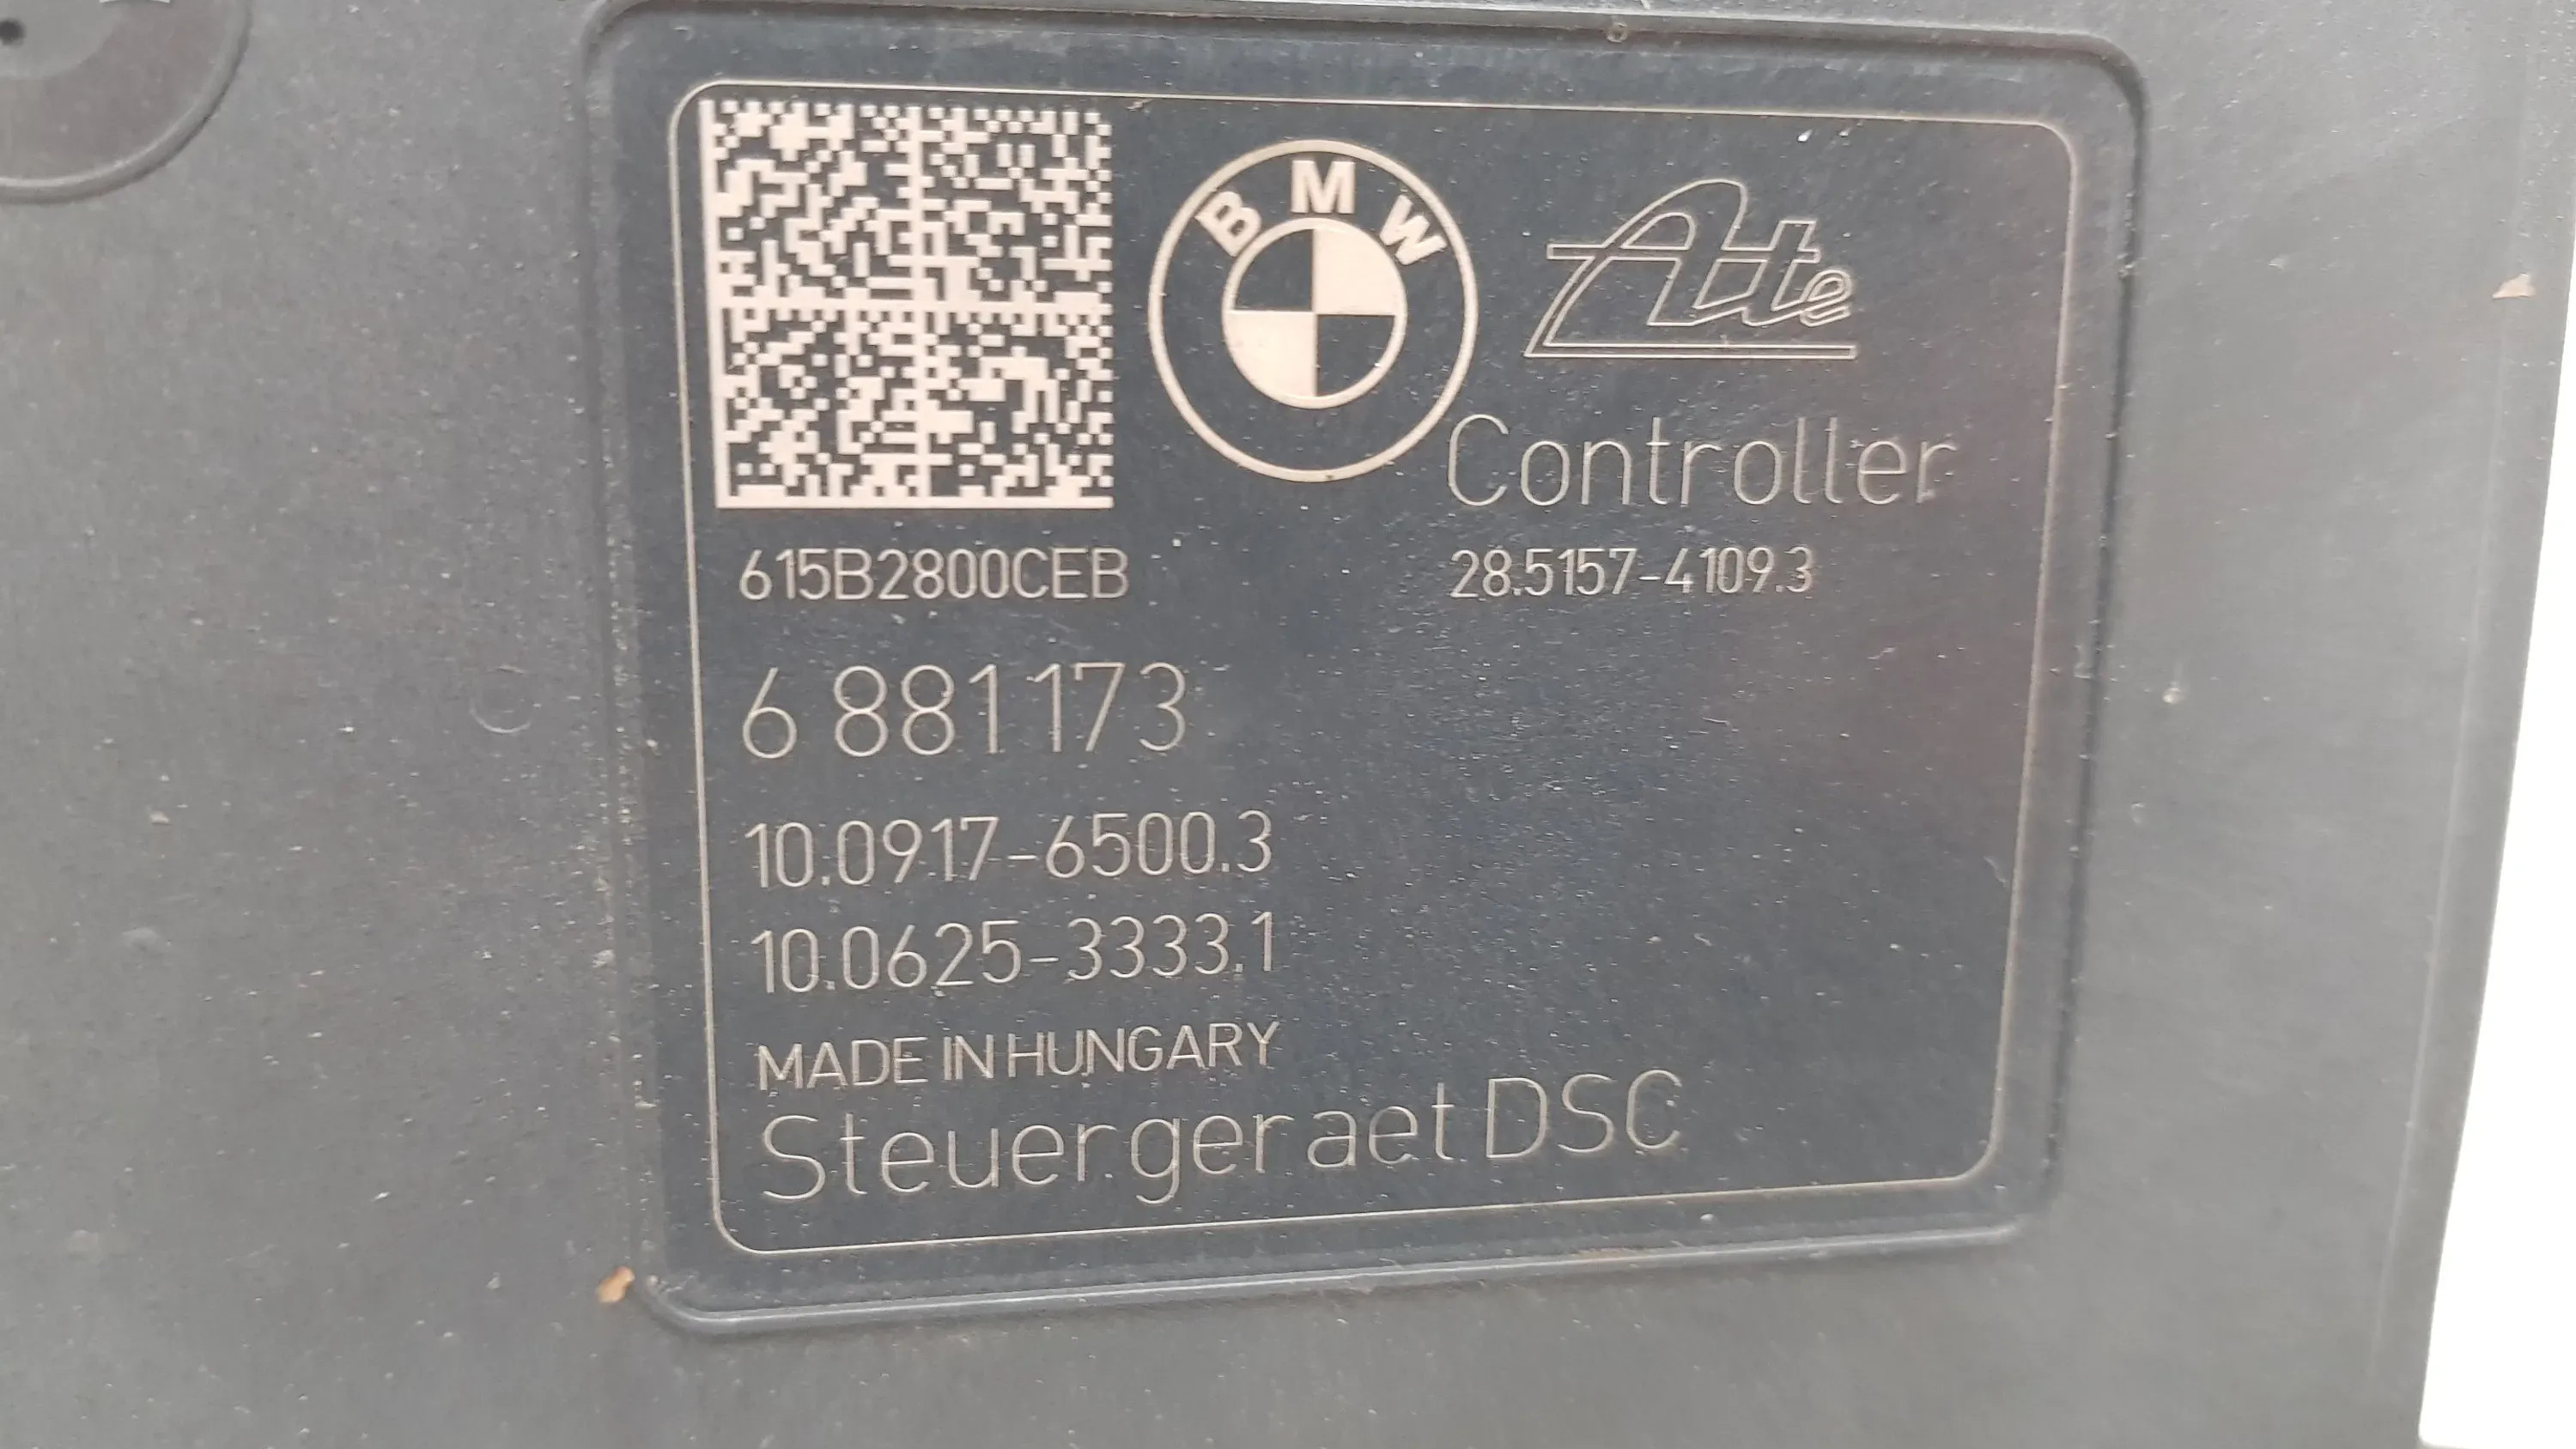 BMW
Ate
Controller
615B2800CEB
28.5157-4109.3
6 881173
10.0917-6500.3
10.0625-3333.1
MADE IN HUNGARY
Steuergeraet DSC